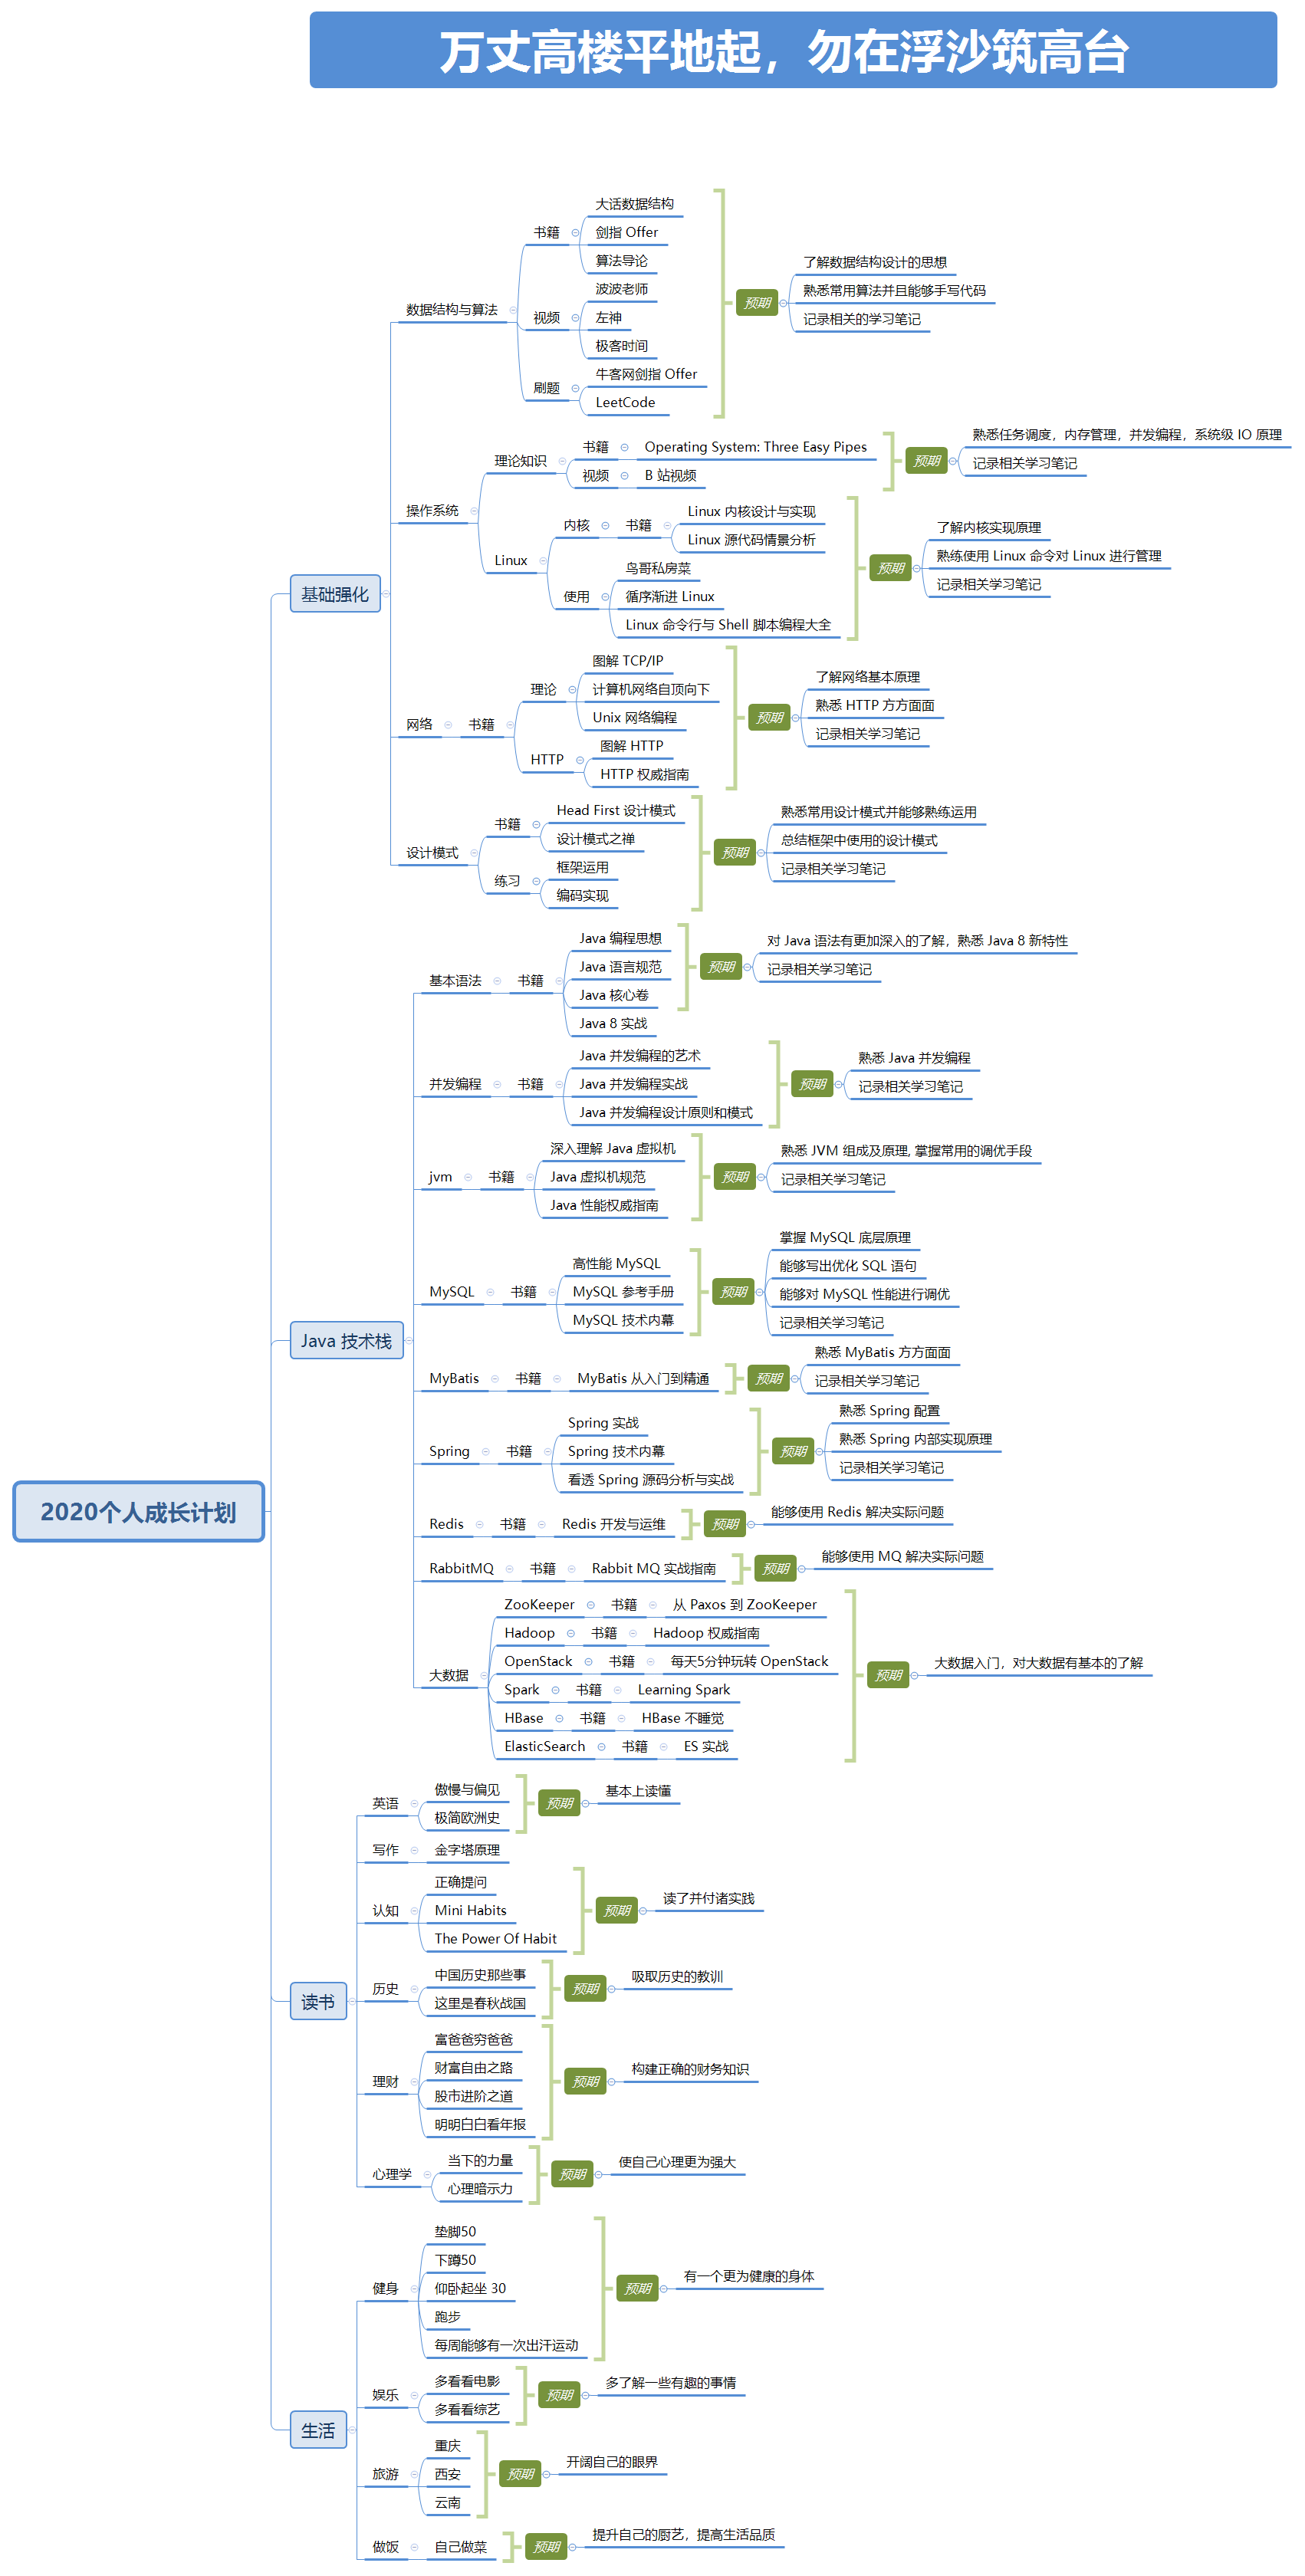 万丈高楼平地起，勿在浮沙筑高台
2020个人成长计划
基础强化
数据结构与算法
书籍
大话数据结构
剑指 Offer
算法导论
视频
波波老师
左神
极客时间
刷题
牛客网剑指 Offer
LeetCode
预期
了解数据结构设计的思想
熟悉常用算法并且能够手写代码
记录相关的学习笔记
操作系统
理论知识
书籍
Operating System: Three Easy Pipes
视频
B 站视频
预期
熟悉任务调度，内存管理，并发编程，系统级 IO 原理
记录相关学习笔记
Linux
内核
书籍
Linux 内核设计与实现
Linux 源代码情景分析
使用
鸟哥私房菜
循序渐进 Linux
Linux 命令行与 Shell 脚本编程大全
预期
了解内核实现原理
熟练使用 Linux 命令对 Linux 进行管理
记录相关学习笔记
网络
书籍
理论
图解 TCP/IP
计算机网络自顶向下
Unix 网络编程
HTTP
图解 HTTP
HTTP 权威指南
预期
了解网络基本原理
熟悉 HTTP 方方面面
记录相关学习笔记
设计模式
书籍
Head First 设计模式
设计模式之禅
练习
框架运用
编码实现
预期
熟悉常用设计模式并能够熟练运用
总结框架中使用的设计模式
记录相关学习笔记
Java 技术栈
基本语法
书籍
Java 编程思想
Java 语言规范
Java 核心卷
Java 8 实战
预期
对 Java 语法有更加深入的了解，熟悉 Java 8 新特性
记录相关学习笔记
并发编程
书籍
Java 并发编程的艺术
Java 并发编程实战
Java 并发编程设计原则和模式
预期
熟悉 Java 并发编程
记录相关学习笔记
jvm
书籍
深入理解 Java 虚拟机
Java 虚拟机规范
Java 性能权威指南
预期
熟悉 JVM 组成及原理, 掌握常用的调优手段
记录相关学习笔记
MySQL
书籍
高性能 MySQL
MySQL 参考手册
MySQL 技术内幕
预期
掌握 MySQL 底层原理
能够写出优化 SQL 语句
能够对 MySQL 性能进行调优
记录相关学习笔记
MyBatis
书籍
MyBatis 从入门到精通
预期
熟悉 MyBatis 方方面面
记录相关学习笔记
Spring
书籍
Spring 实战
Spring 技术内幕
看透 Spring 源码分析与实战
预期
熟悉 Spring 配置
熟悉 Spring 内部实现原理
记录相关学习笔记
Redis
书籍
Redis 开发与运维
预期
能够使用 Redis 解决实际问题
RabbitMQ
书籍
Rabbit MQ 实战指南
预期
能够使用 MQ 解决实际问题
大数据
ZooKeeper
书籍
从 Paxos 到 ZooKeeper
Hadoop
书籍
Hadoop 权威指南
OpenStack
书籍
每天5分钟玩转 OpenStack
Spark
书籍
Learning Spark
HBase
书籍
HBase 不睡觉
ElasticSearch
书籍
ES 实战
预期
大数据入门，对大数据有基本的了解
读书
英语
傲慢与偏见
极简欧洲史
预期
基本上读懂
写作
金字塔原理
认知
正确提问
Mini Habits
The Power Of Habit
预期
读了并付诸实践
历史
中国历史那些事
这里是春秋战国
预期
吸取历史的教训
理财
富爸爸穷爸爸
财富自由之路
股市进阶之道
明明白白看年报
预期
构建正确的财务知识
心理学
当下的力量
心理暗示力
预期
使自己心理更为强大
生活
健身
垫脚50
下蹲50
仰卧起坐 30
跑步
每周能够有一次出汗运动
预期
有一个更为健康的身体
娱乐
多看看电影
多看看综艺
预期
多了解一些有趣的事情
旅游
重庆
西安
云南
预期
开阔自己的眼界
做饭
自己做菜
预期
提升自己的厨艺，提高生活品质